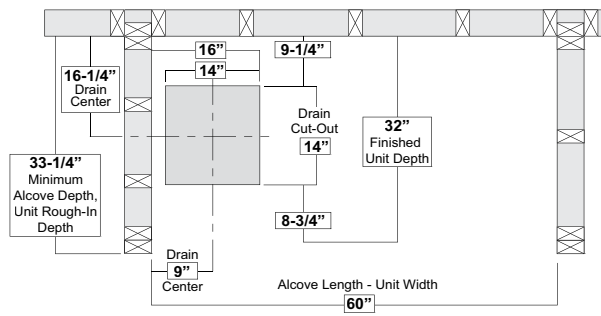 16”
9-1/4”
14”
16-1/4”
Drain
Center
Drain
Cut-Out
14”
32”
Finished
Unit Depth
33-1/4”
Minimum
Alcove Depth,
Unit Rough-In
Depth
8-3/4”
Drain
9”
Center
Alcove Length - Unit Width
60”